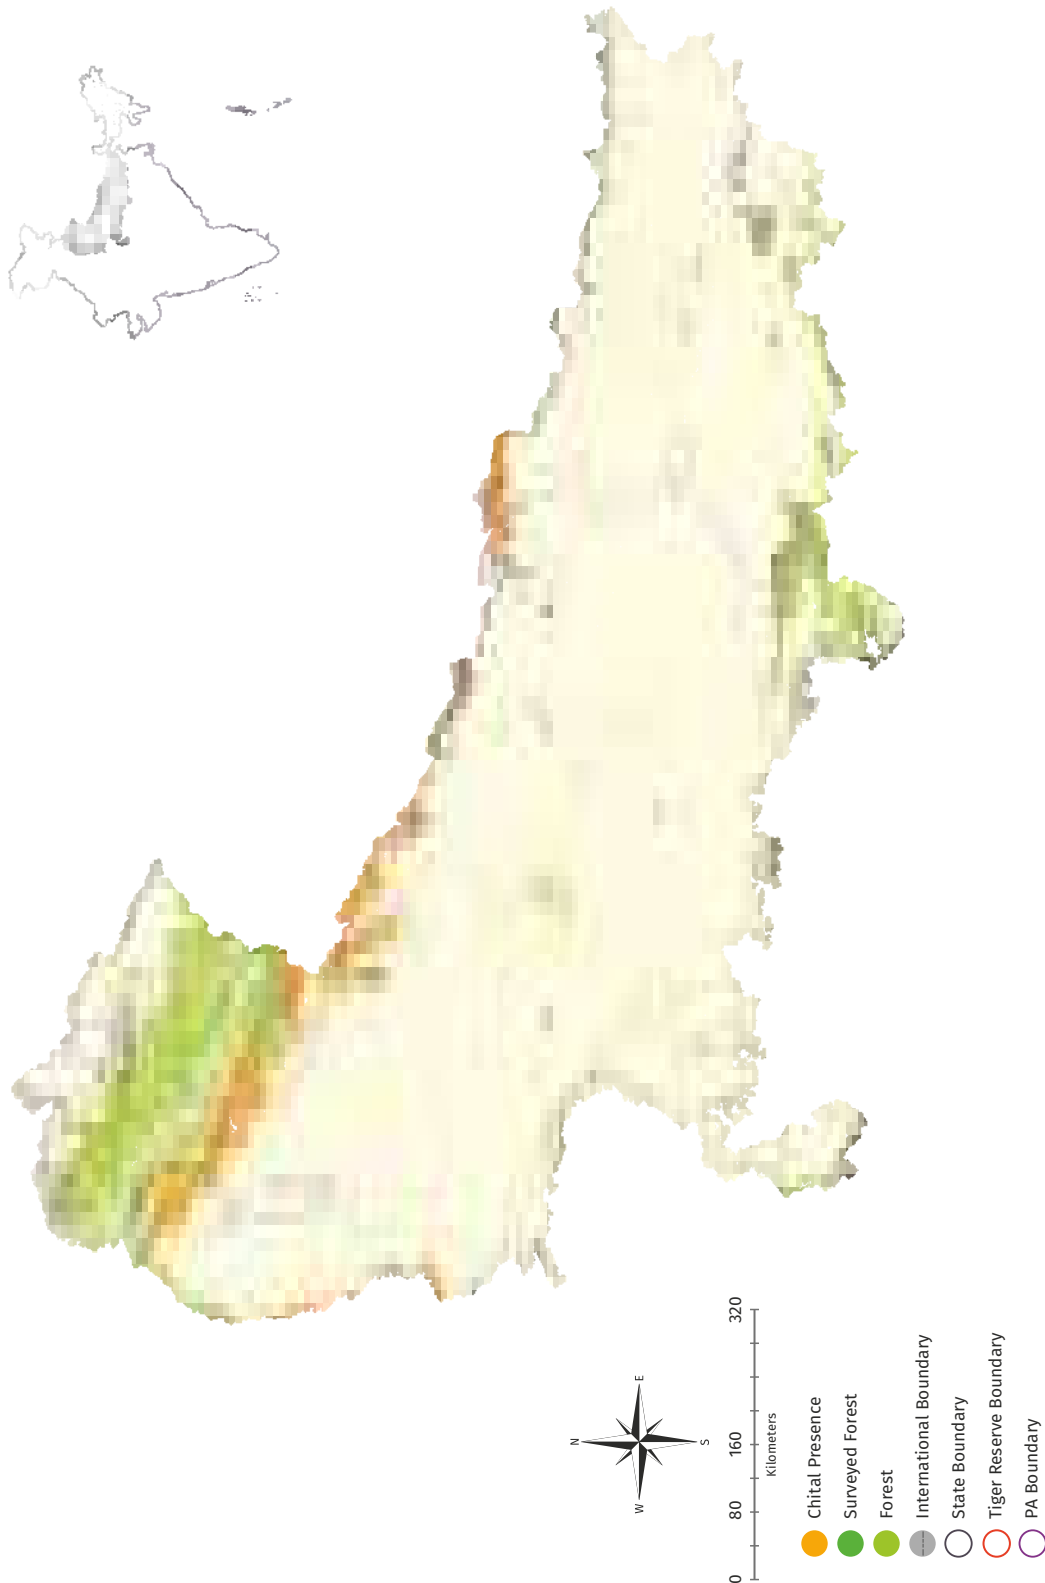 N
E
S
W
0 80 160 320
Kilometers
Chital Presence
Surveyed Forest
Forest
International Boundary
State Boundary
Tiger Reserve Boundary
PA Boundary